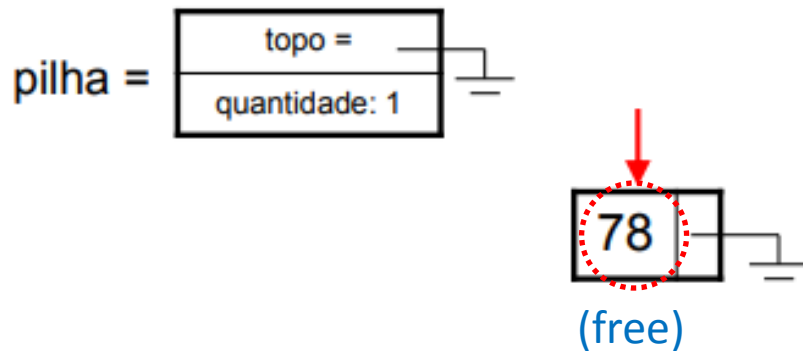 topo =
pilha =
quantidade: 1
78
(free)